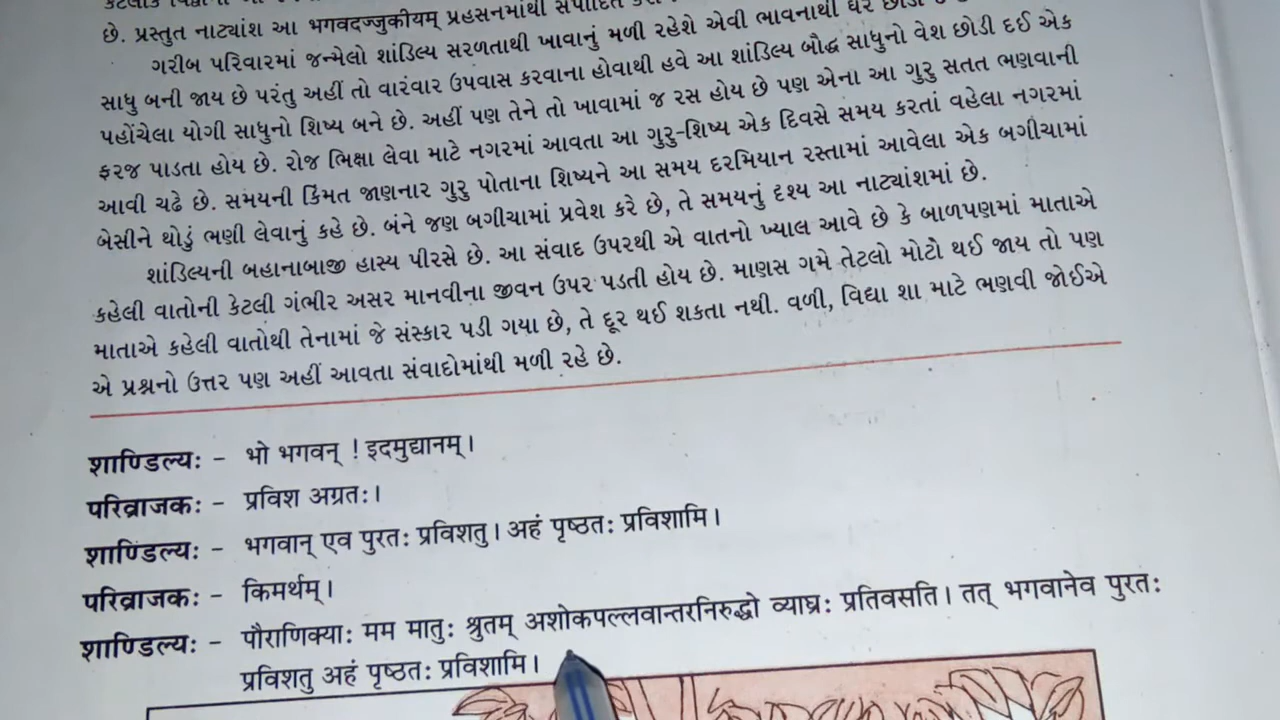 છે. પ્રસ્તુત નાટ્યાંશ આ ભગવદજ્જુકીયમ્ પ્રહસનમાંથી
ગરીબ પરિવારમાં જન્મેલો શાંડિલ્ય સરળતાથી ખાવાનું મળી રહેશે એવી ભાવનાથી ઘર
સાધુ બની જાય છે પરંતુ અહીં તો વારંવાર ઉપવાસ કરવાના હોવાથી હવે આ શાંડિલ્ય બૌદ્ધ સાધુનો વેશ છોડી દઈ એક
પહોંચેલા યોગી સાધુનો શિષ્ય બને છે. અહીં પણ તેને તો ખાવામાં જ રસ હોય છે પણ એના આ ગુરુ સતત ભણવાની
ફરજ પાડતા હોય છે. રોજ ભિક્ષા લેવા માટે નગરમાં આવતા આ ગુરુ-શિષ્ય એક દિવસે સમય કરતાં વહેલા નગરમાં
આવી ચઢે છે. સમયની કિંમત જાણનાર ગુરુ પોતાના શિષ્યને આ સમય દરમિયાન રસ્તામાં આવેલા એક બગીચામાં
બેસીને થોડું ભણી લેવાનું કહે છે. બંને જણ બગીચામાં પ્રવેશ કરે છે, તે સમયનું દૃશ્ય આ નાટ્યાંશમાં છે.
શાંડિલ્યની બહાનાબાજી હાસ્ય પીરસે છે. આ સંવાદ ઉપરથી એ વાતનો ખ્યાલ આવે છે કે બાળપણમાં માતાએ
કહેલી વાતોની કેટલી ગંભીર અસર માનવીના જીવન ઉપર પડતી હોય છે. માણસ ગમે તેટલો મોટો થઈ જાય તો પણ
માતાએ કહેલી વાતોથી તેનામાં જે સંસ્કાર પડી ગયા છે, તે દૂર થઈ શકતા નથી. વળી, વિદ્યા શા માટે ભણવી જોઈએ
એ પ્રશ્નનો ઉત્તર પણ અહીં આવતા સંવાદોમાંથી મળી રહે છે.
शाण्डिल्यः - भो भगवन् ! इदमुद्यानम्।
परिव्राजकः - प्रविश अग्रतः।
शाण्डिल्यः - भगवान् एव पुरतः प्रविशतु। अहं पृष्ठतः प्रविशामि।
परिव्राजकः - किमर्थम्।
शाण्डिल्यः - पौराणिक्याः मम मातुः श्रुतम् अशोकपल्लवान्तरनिरुद्धो व्याघ्रः प्रतिवसति। तत् भगवानेव पुरतः
प्रविशतु अहं पृष्ठतः प्रविशामि।